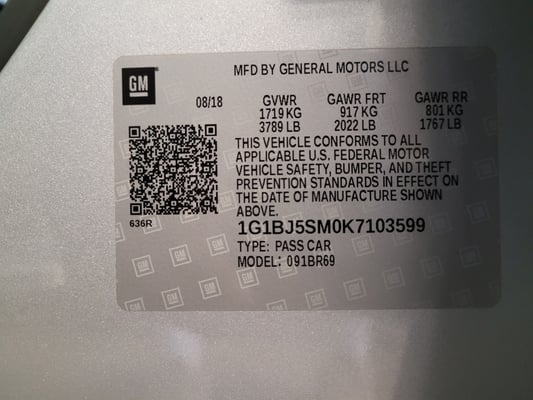 GM
MFD BY GENERAL MOTORS LLC
08/18 GVWR GAWR FRT GAWR RR
1719 KG 917 KG 801 KG
3789 LB 2022 LB 1767 LB
THIS VEHICLE CONFORMS TO ALL
APPLICABLE U.S. FEDERAL MOTOR
VEHICLE SAFETY, BUMPER, AND THEFT
PREVENTION STANDARDS IN EFFECT ON
THE DATE OF MANUFACTURE SHOWN
ABOVE.
636R
1G1BJ5SM0K7103599
TYPE: PASS CAR
MODEL: 091BR69